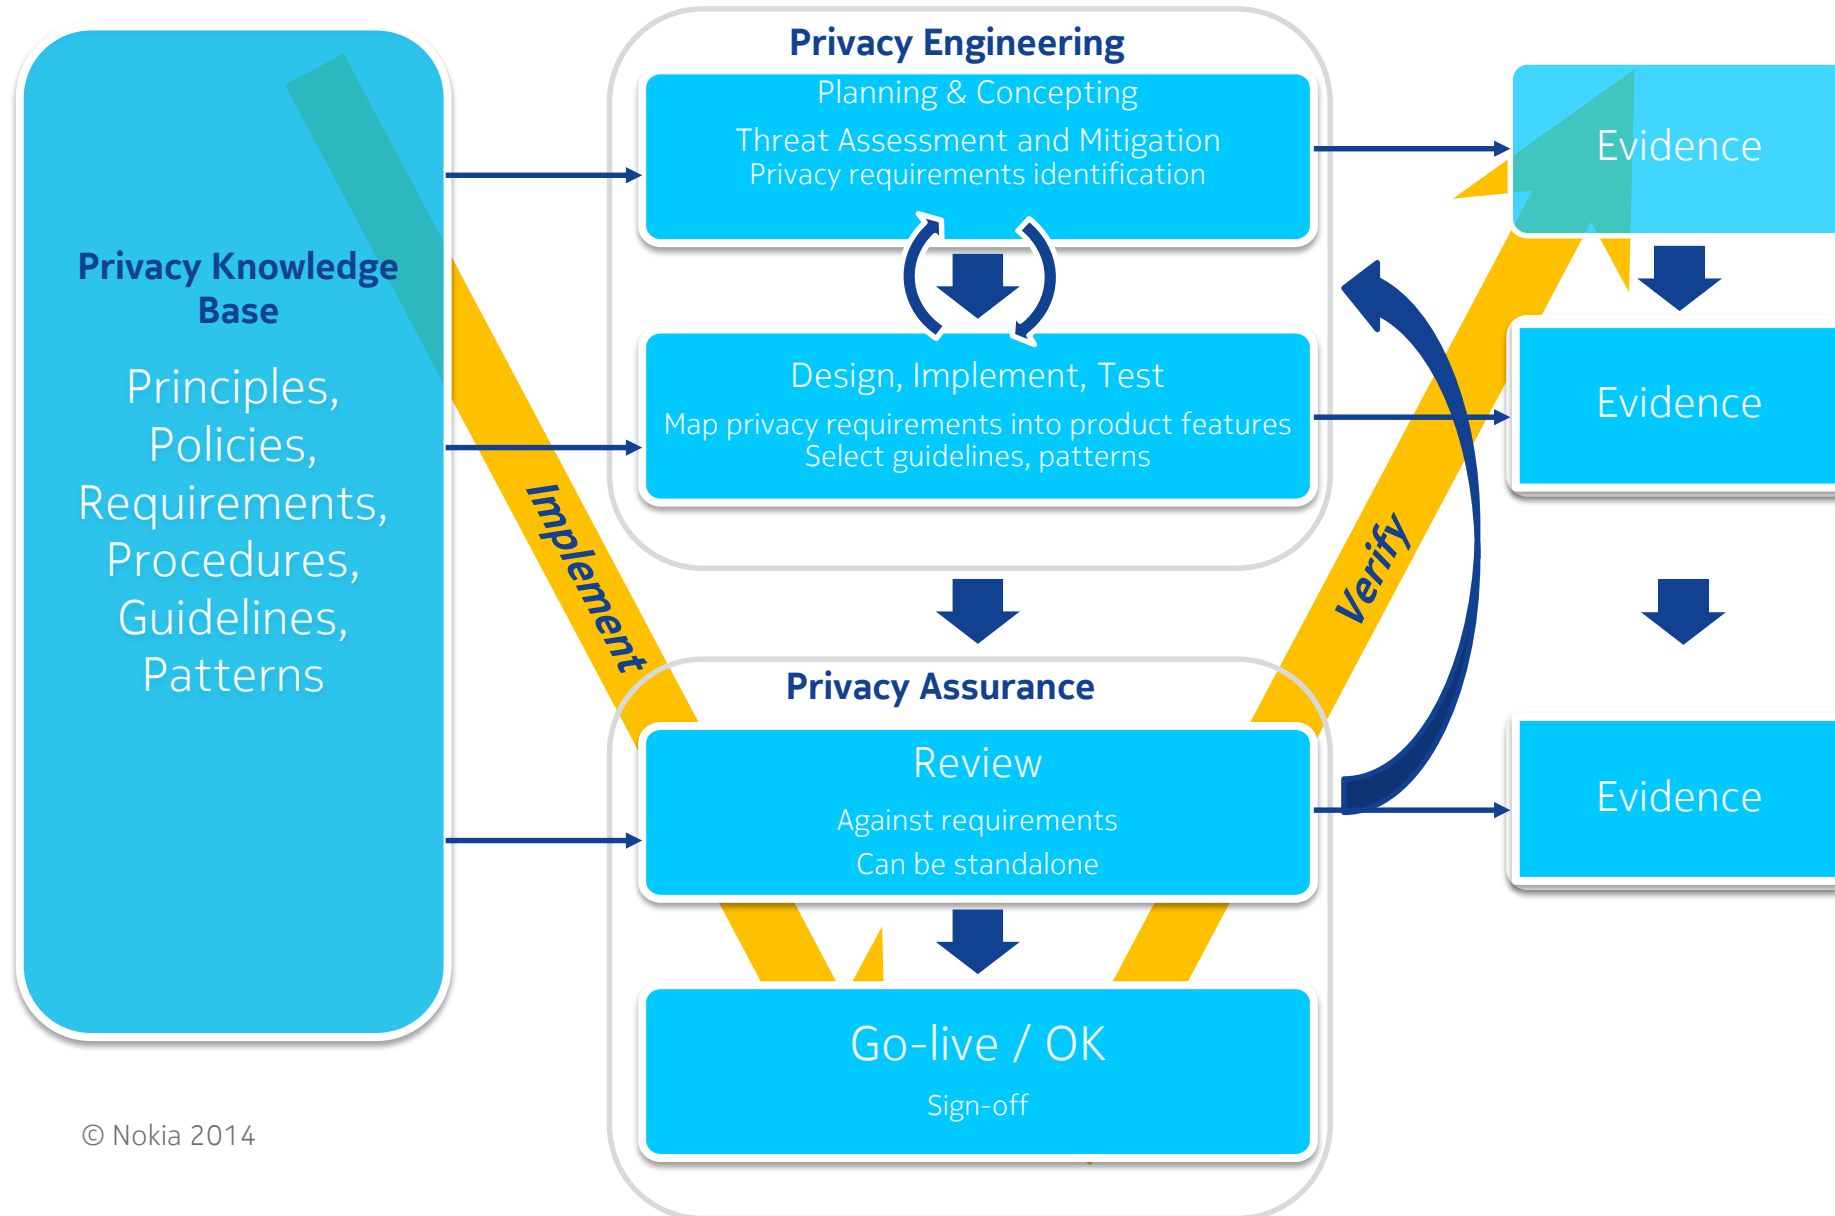 Privacy Knowledge
Base
Principles,
Policies,
Requirements,
Procedures,
Guidelines,
Patterns
Implement
Privacy Engineering
Planning & Concepting
Threat Assessment and Mitigation
Privacy requirements identification
Design, Implement, Test
Map privacy requirements into product features
Select guidelines, patterns
Privacy Assurance
Review
Against requirements
Can be standalone
Go-live / OK
Sign-off
Verify
Evidence
Evidence
Evidence
© Nokia 2014